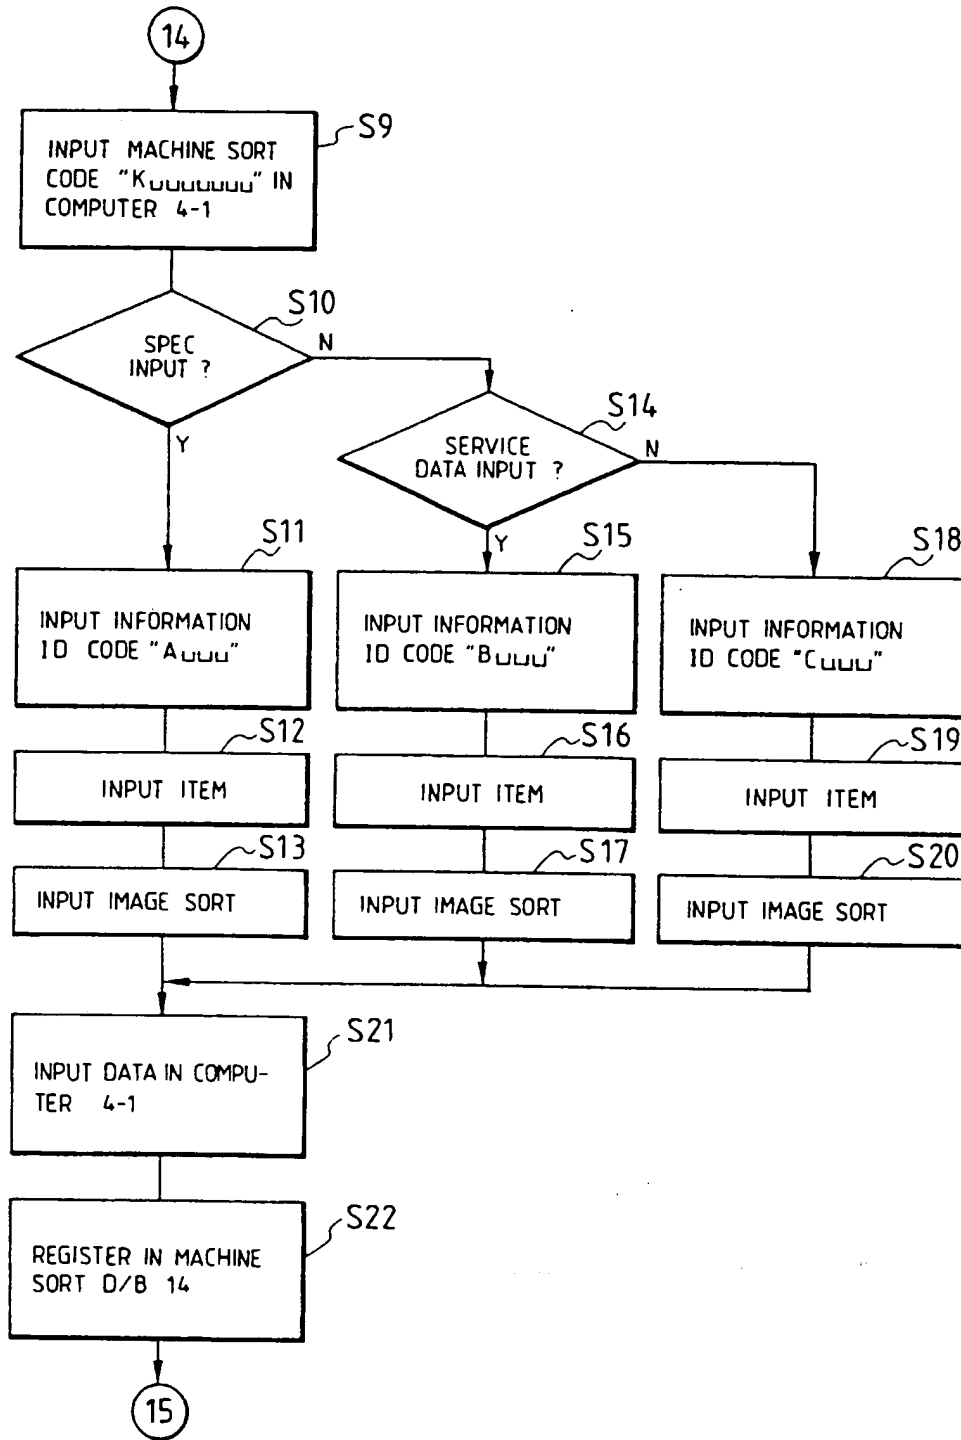 14
S9
INPUT MACHINE SORT
CODE "K␣␣␣␣␣␣␣" IN
COMPUTER 4-1
S10
SPEC
INPUT ?
N
Y
S14
SERVICE
DATA INPUT ?
N
Y
S11
INPUT INFORMATION
ID CODE "A␣␣␣"
S15
INPUT INFORMATION
ID CODE "B␣␣␣"
S18
INPUT INFORMATION
ID CODE "C␣␣␣"
S12
INPUT ITEM
S16
INPUT ITEM
S19
INPUT ITEM
S13
INPUT IMAGE SORT
S17
INPUT IMAGE SORT
S20
INPUT IMAGE SORT
S21
INPUT DATA IN COMPU-
TER 4-1
S22
REGISTER IN MACHINE
SORT D/B 14
15